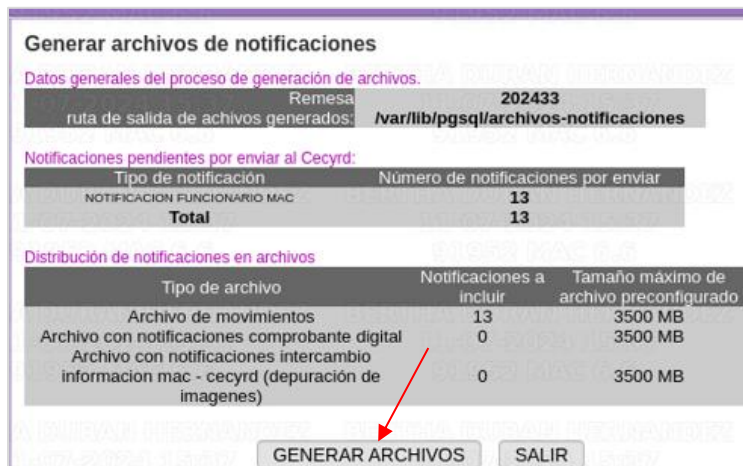 Generar archivos de notificaciones
Datos generales del proceso de generación de archivos.
Remesa 202433
ruta de salida de achivos generados: /var/lib/pgsql/archivos-notificaciones
Notificaciones pendientes por enviar al Cecyrd:
Tipo de notificación Número de notificaciones por enviar
NOTIFICACION FUNCIONARIO MAC 13
Total 13
Distribución de notificaciones en archivos
Tipo de archivo Notificaciones a incluir Tamaño máximo de archivo preconfigurado
Archivo de movimientos 13 3500 MB
Archivo con notificaciones comprobante digital 0 3500 MB
Archivo con notificaciones intercambio
informacion mac - cecyrd (depuración de 0 3500 MB
imagenes)
GENERAR ARCHIVOS SALIR